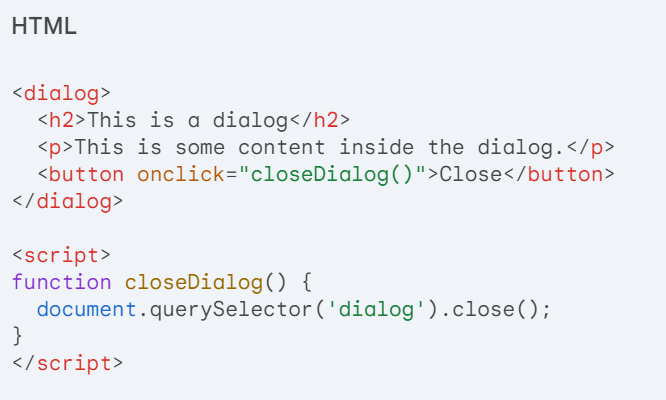 HTML
<dialog>
  <h2>This is a dialog</h2>
  <p>This is some content inside the dialog.</p>
  <button onclick="closeDialog()">Close</button>
</dialog>
<script>
function closeDialog() {
  document.querySelector('dialog').close();
}
</script>